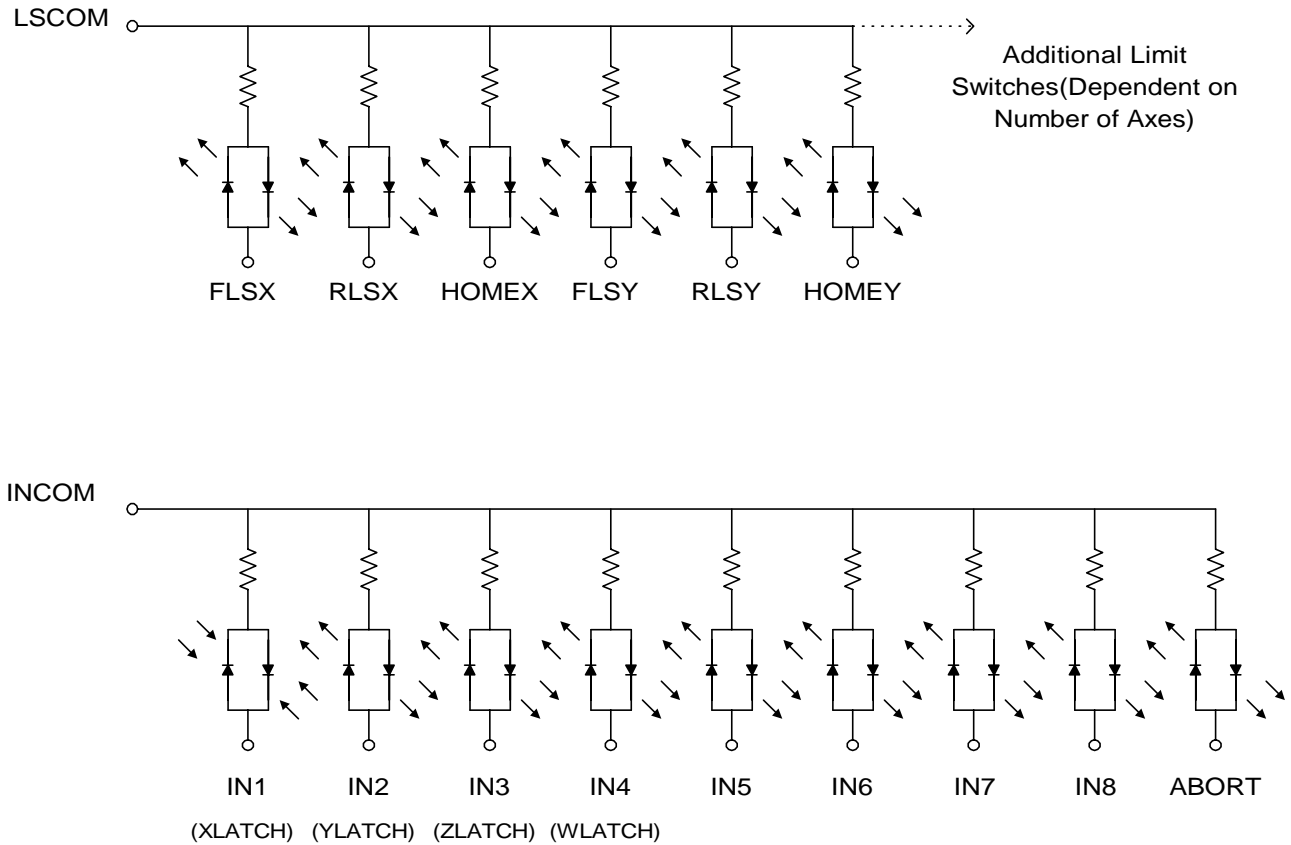 LSCOM
Additional Limit
Switches(Dependent on
Number of Axes)
FLSX RLSX HOMEX FLSY RLSY HOMEY
INCOM
IN1 IN2 IN3 IN4 IN5 IN6 IN7 IN8 ABORT
(XLATCH) (YLATCH) (ZLATCH) (WLATCH)